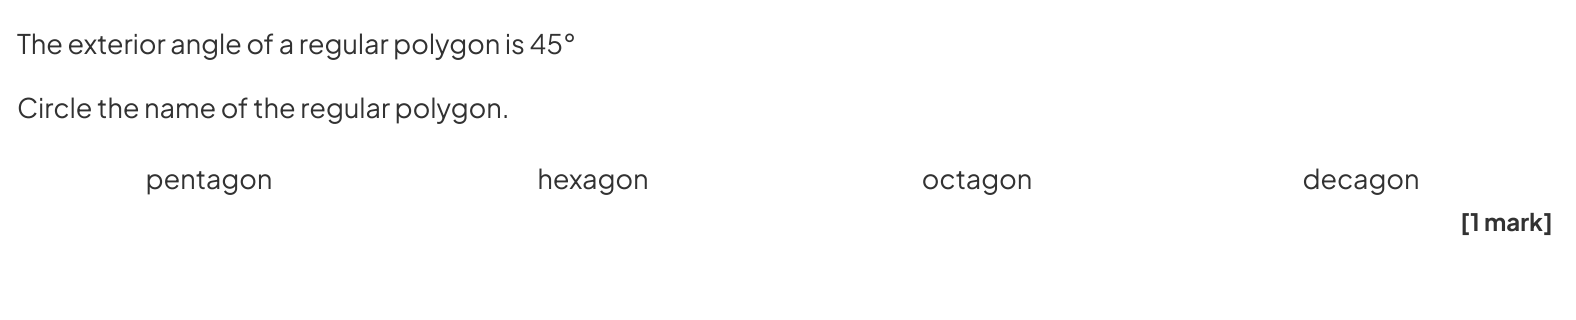 The exterior angle of a regular polygon is 45°
Circle the name of the regular polygon.
pentagon hexagon octagon decagon
[1 mark]